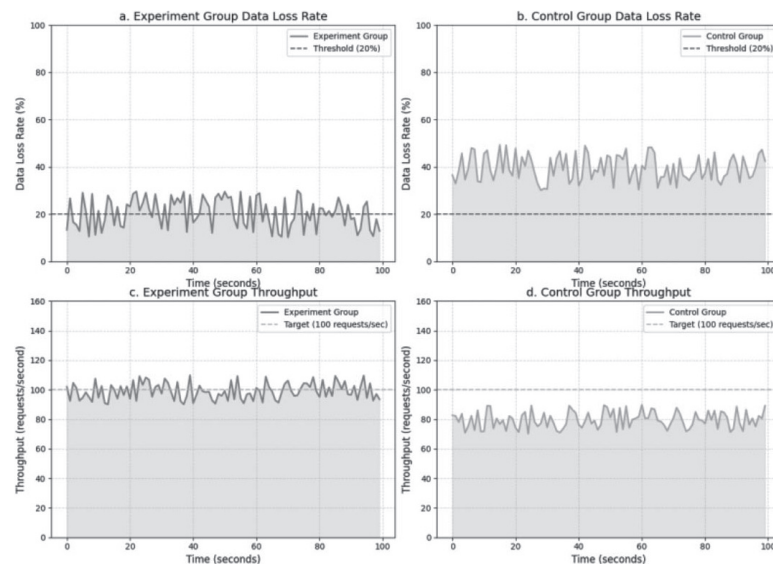 a. Experiment Group Data Loss Rate
100
80
60
40
20
0
Data Loss Rate (%)
Experiment Group
Threshold (20%)
0 20 40 60 80 100
Time (seconds)
b. Control Group Data Loss Rate
100
80
60
40
20
0
Data Loss Rate (%)
Control Group
Threshold (20%)
0 20 40 60 80 100
Time (seconds)
c. Experiment Group Throughput
160
140
120
100
80
60
40
20
0
Throughput (requests/second)
Experiment Group
Target (100 requests/sec)
0 20 40 60 80 100
Time (seconds)
d. Control Group Throughput
160
140
120
100
80
60
40
20
0
Throughput (requests/second)
Control Group
Target (100 requests/sec)
0 20 40 60 80 100
Time (seconds)